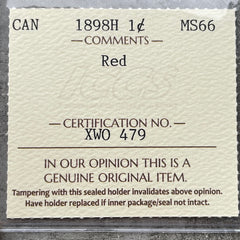 CAN 1898H 1¢ MS66
COMMENTS
Red
CERTIFICATION NO.
XWO 479
IN OUR OPINION THIS IS A
GENUINE ORIGINAL ITEM.
Tampering with this sealed holder invalidates above opinion.
Have holder replaced if inner package/seal not intact.